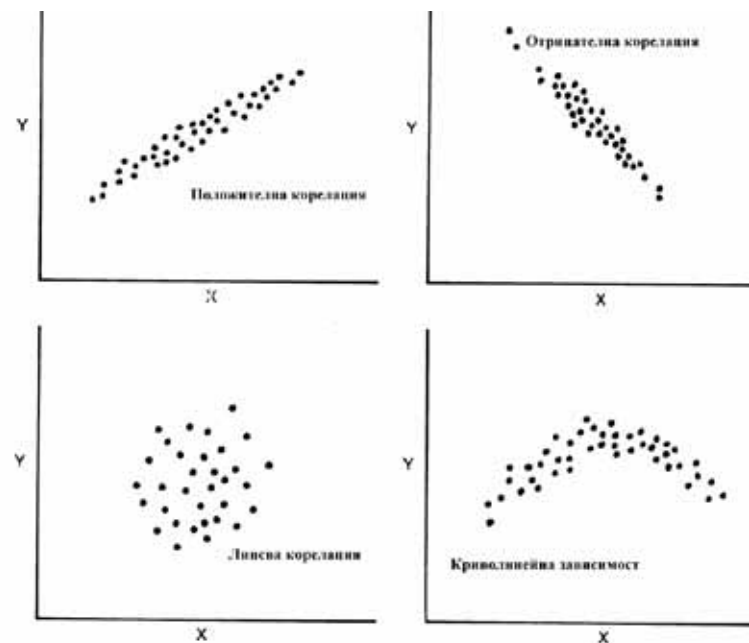 Y
Положителна корелация
X
Y
Отрицателна корелация
X
Y
Липсва корелация
X
Y
Криволинейна зависимост
X